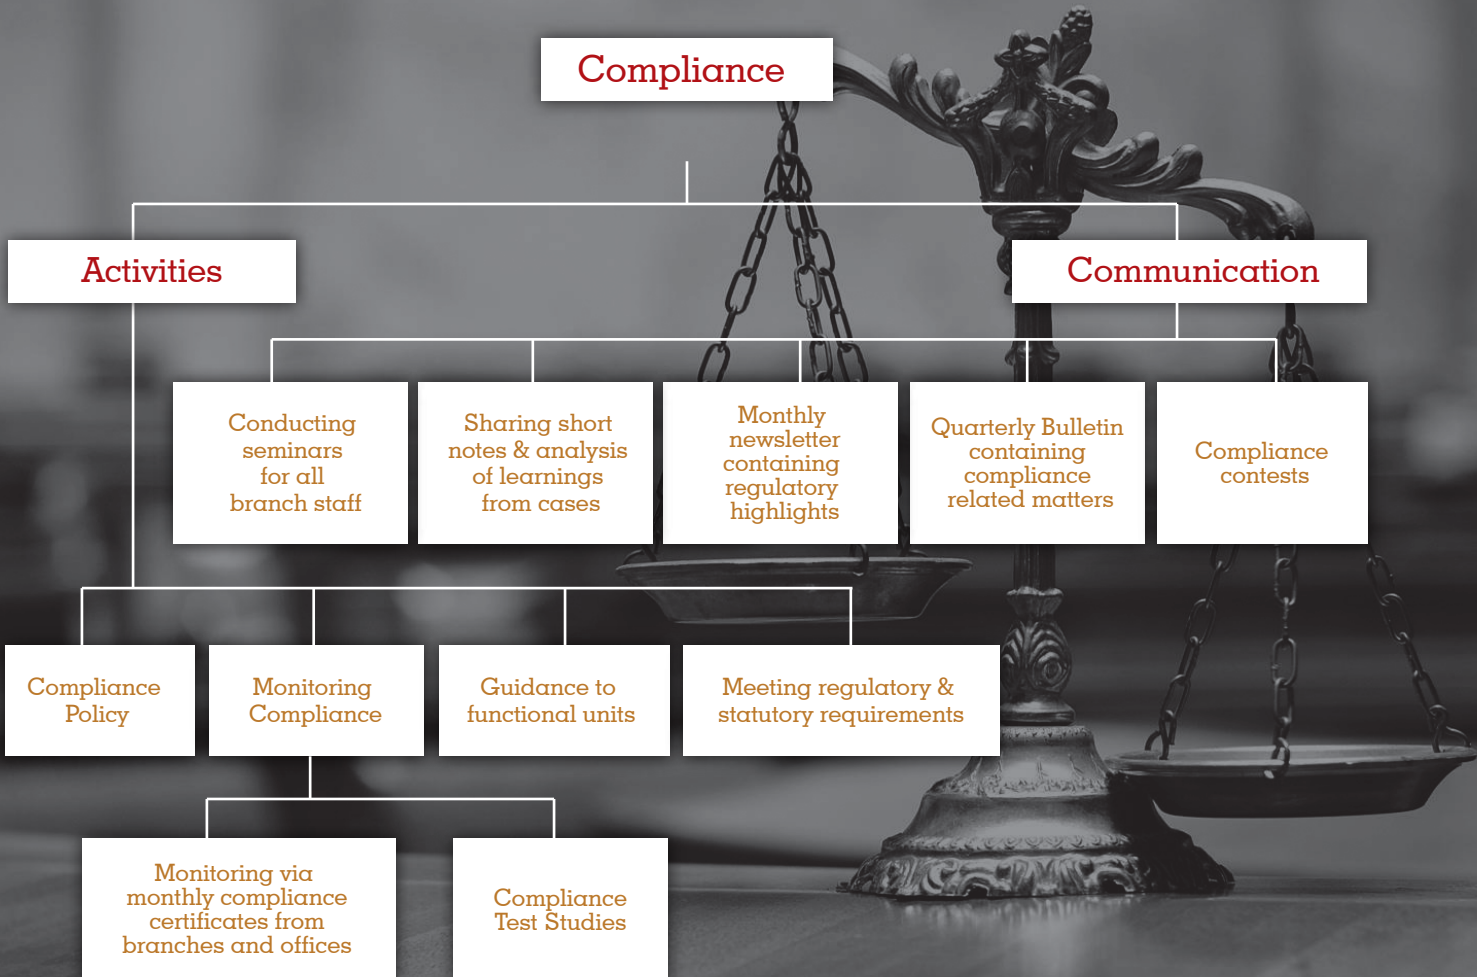 Compliance
Activities
Communication
Conducting
seminars
for all
branch staff
Sharing short
notes & analysis
of learnings
from cases
Monthly
newsletter
containing
regulatory
highlights
Quarterly Bulletin
containing
compliance
related matters
Compliance
contests
Compliance
Policy
Monitoring
Compliance
Guidance to
functional units
Meeting regulatory &
statutory requirements
Monitoring via
monthly compliance
certificates from
branches and offices
Compliance
Test Studies